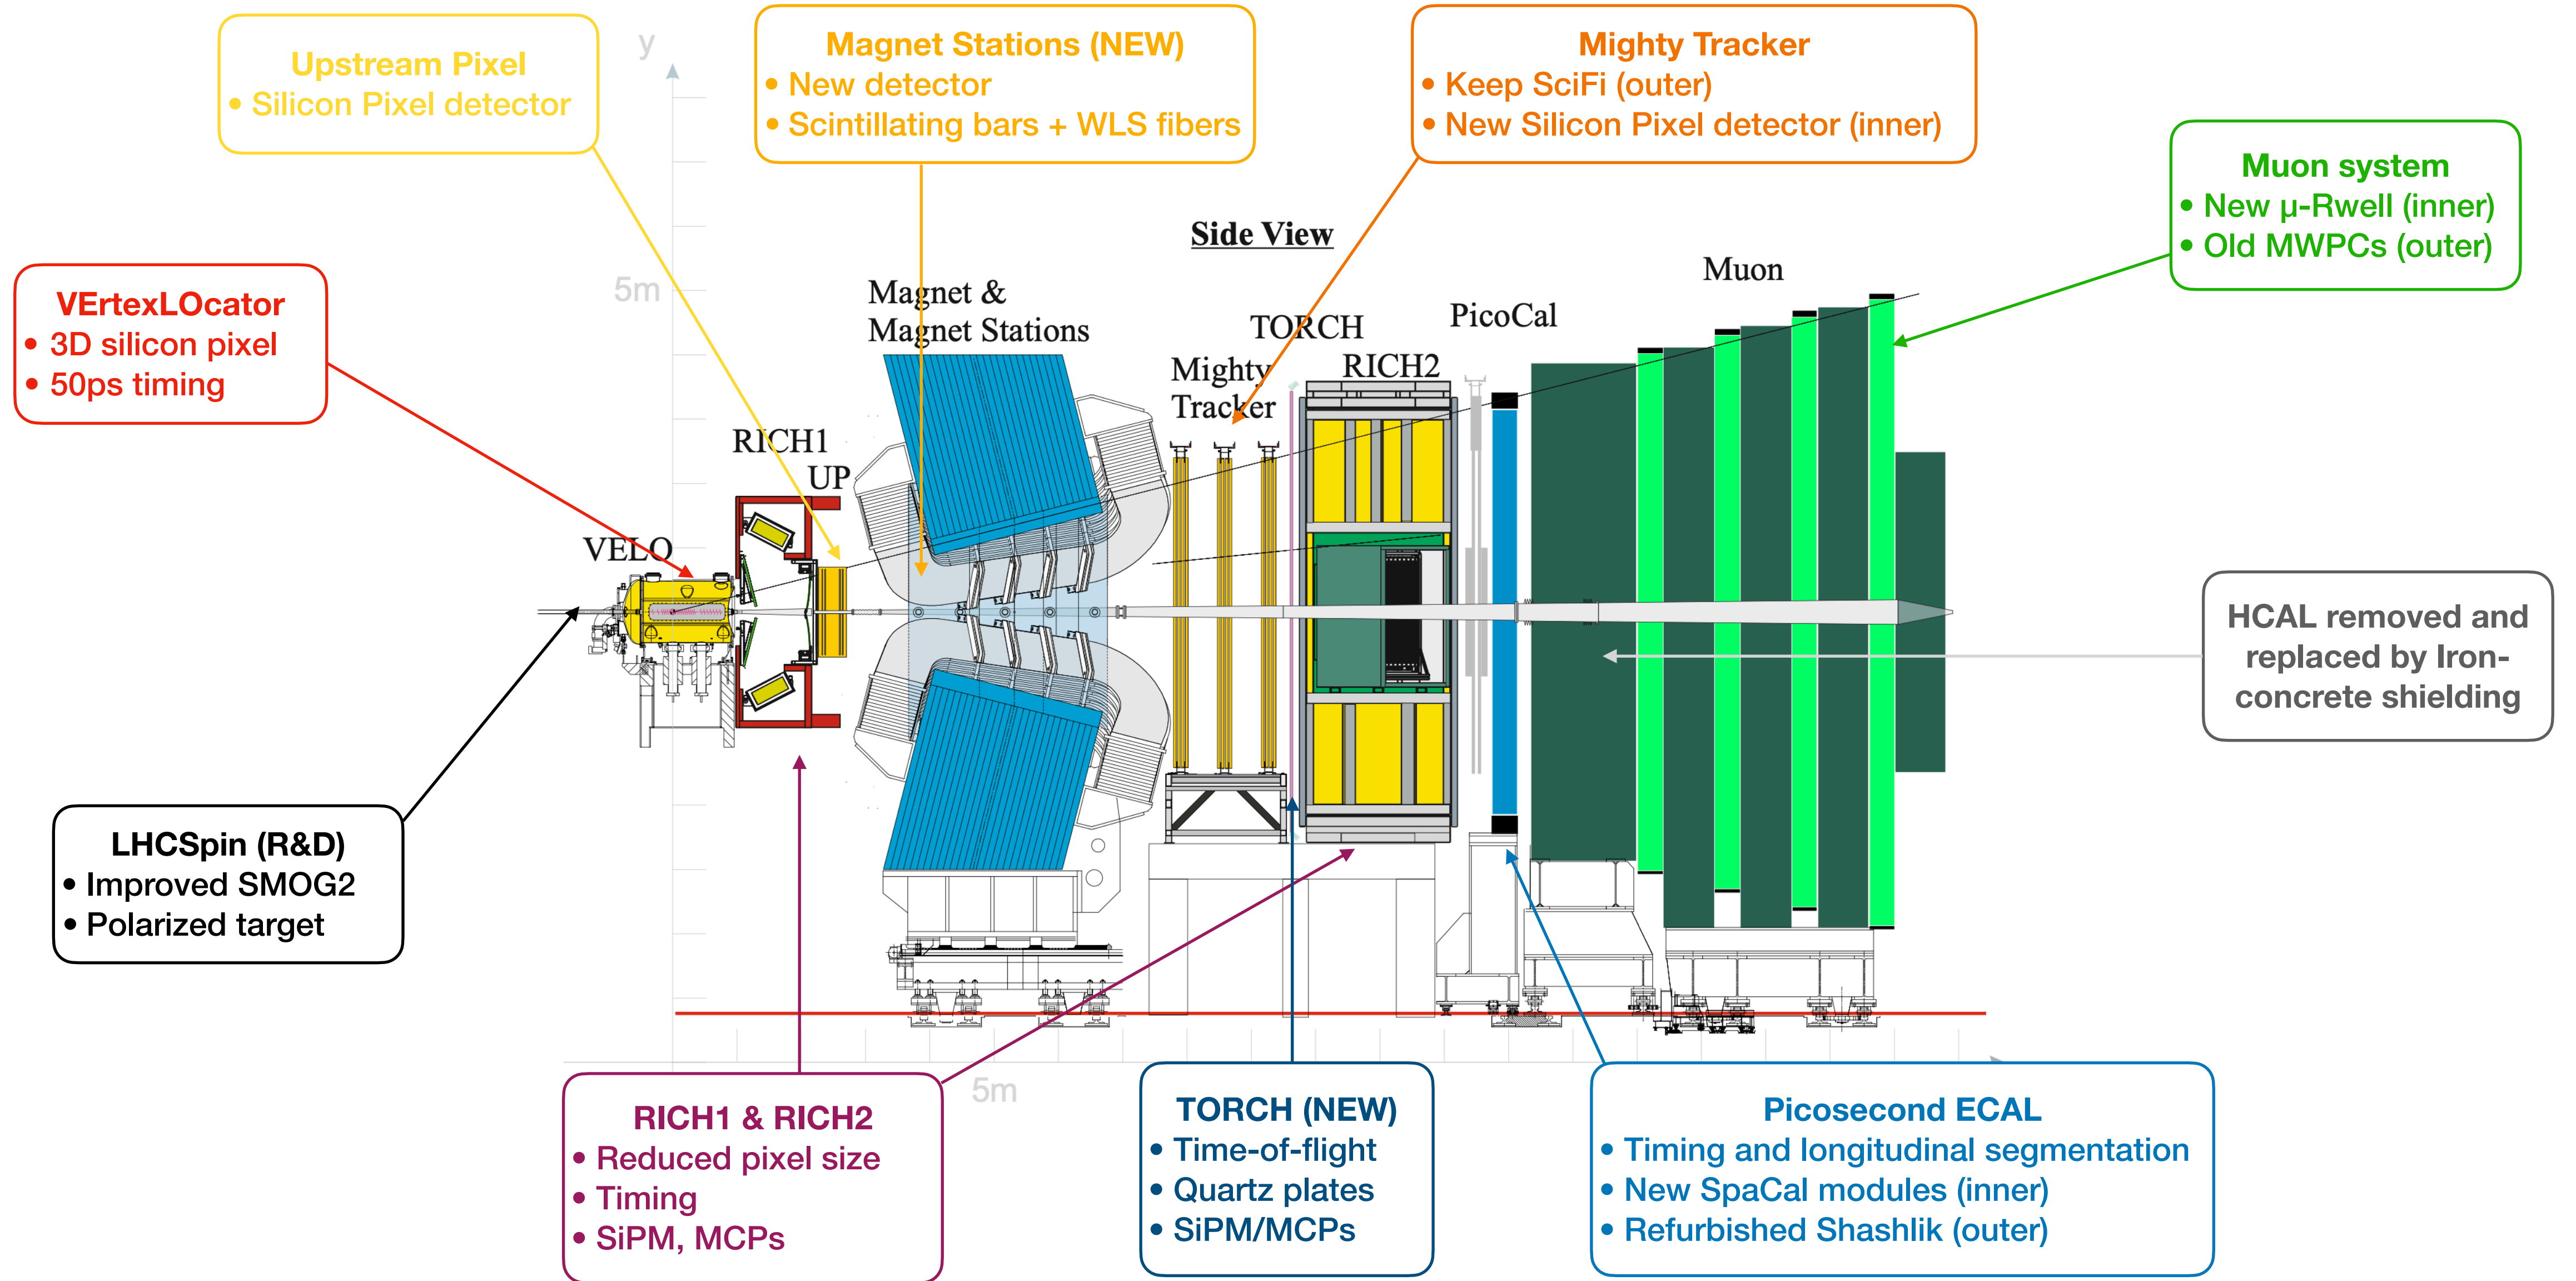 Upstream Pixel
• Silicon Pixel detector
Magnet Stations (NEW)
• New detector
• Scintillating bars + WLS fibers
Mighty Tracker
• Keep SciFi (outer)
• New Silicon Pixel detector (inner)
Muon system
• New μ-Rwell (inner)
• Old MWPCs (outer)
VErtexLOcator
• 3D silicon pixel
• 50ps timing
y
5m
Side View
Magnet &
Magnet Stations
TORCH
PicoCal
Muon
Mighty
Tracker
RICH2
RICH1
UP
VELO
HCAL removed and
replaced by Iron-
concrete shielding
LHCSpin (R&D)
• Improved SMOG2
• Polarized target
5m
RICH1 & RICH2
• Reduced pixel size
• Timing
• SiPM, MCPs
TORCH (NEW)
• Time-of-flight
• Quartz plates
• SiPM/MCPs
Picosecond ECAL
• Timing and longitudinal segmentation
• New SpaCal modules (inner)
• Refurbished Shashlik (outer)